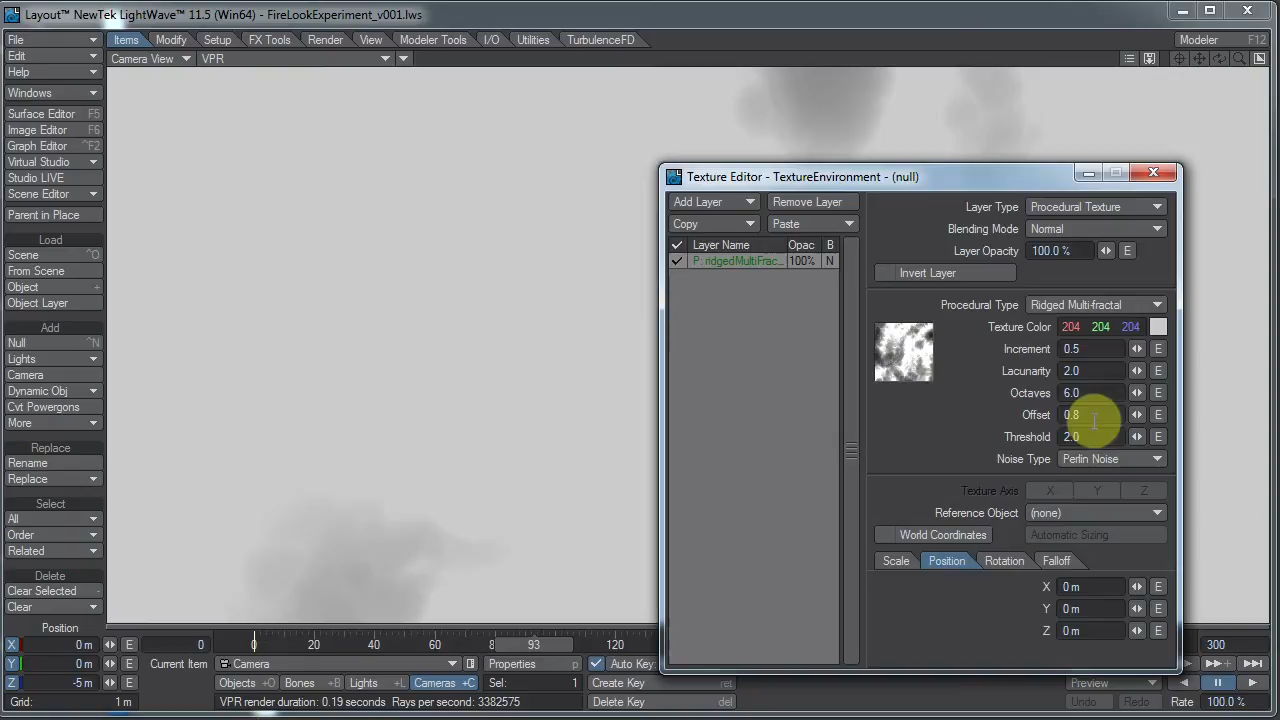 Layout™ NewTek LightWave™ 11.5 (Win64) - FireLookExperiment_v001.lws
File Items Modify Setup FX Tools Render View Modeler Tools I/O Utilities TurbulenceFD Modeler F12
Edit Camera View VPR
Help
Windows
Surface Editor F5
Image Editor F6
Graph Editor ^F2
Virtual Studio
Studio LIVE
Scene Editor
Parent in Place
Load
Scene ^O
From Scene
Object +
Object Layer
Add
Null ^N
Lights
Camera
Dynamic Obj
Cvt Powergons
More
Replace
Rename
Replace
Select
All
Order
Related
Delete
Clear Selected -
Clear
Position
X 0 m E
Y 0 m E
Z -5 m E
Grid: 1 m
Texture Editor - TextureEnvironment - (null)
Add Layer Remove Layer
Copy Paste
Layer Name Opac B
P: ridgedMultiFrac... 100% N
Layer Type Procedural Texture
Blending Mode Normal
Layer Opacity 100.0 % E
Invert Layer
Procedural Type Ridged Multi-fractal
Texture Color 204 204 204
Increment 0.5 E
Lacunarity 2.0 E
Octaves 6.0 E
Offset 0.8 E
Threshold 2.0 E
Noise Type Perlin Noise
Texture Axis X Y Z
Reference Object (none)
World Coordinates Automatic Sizing
Scale Position Rotation Falloff
X 0 m E
Y 0 m E
Z 0 m E
0 0 20 40 60 8 93 120 300
Current Item Camera Properties p Auto Key:
Objects +O Bones +B Lights +L Cameras +C Sel: 1 Create Key ret Preview
VPR render duration: 0.19 seconds Rays per second: 3382575 Delete Key del Undo Redo Rate 100.0 %